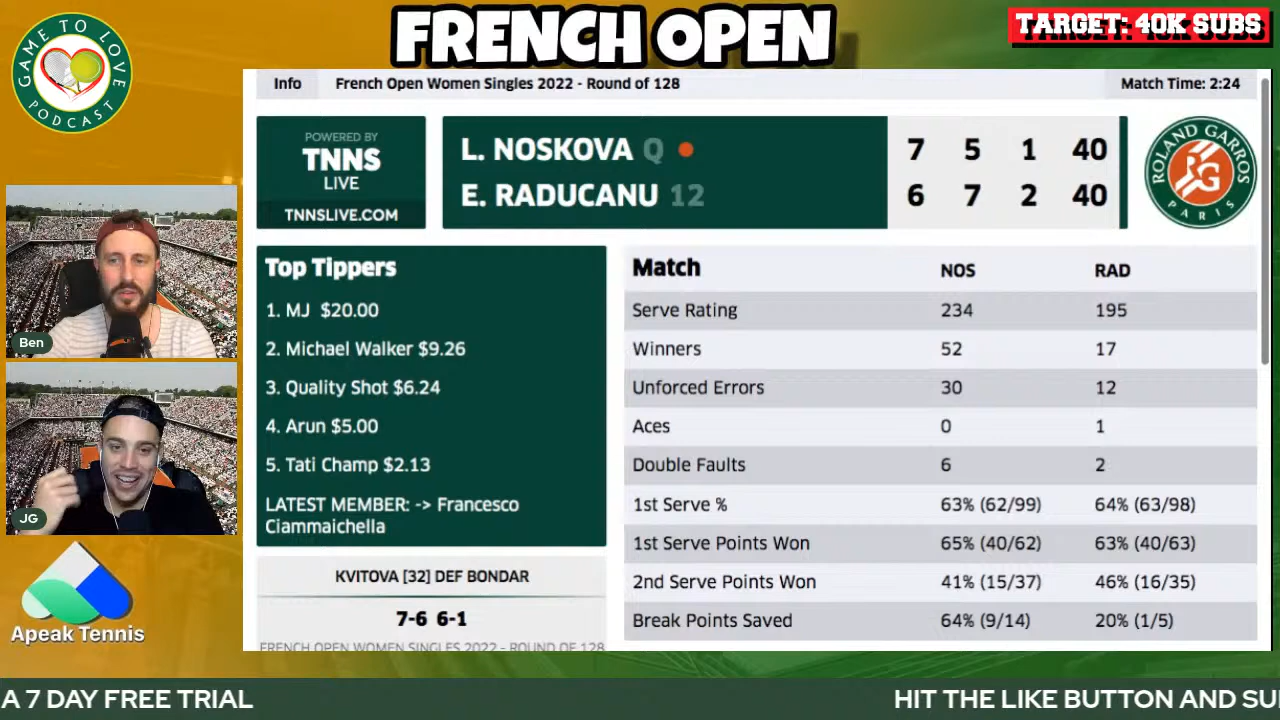 FRENCH OPEN
TARGET: 40K SUBS
GAME TO LOVE
PODCAST
Info
French Open Women Singles 2022 - Round of 128
Match Time: 2:24
POWERED BY
TNNS
LIVE
TNNSLIVE.COM
L. NOSKOVA Q 7 5 1 40
E. RADUCANU 12 6 7 2 40
ROLAND GARROS
RG
PARIS
Ben
JG
Apeak Tennis
Top Tippers
1. MJ $20.00
2. Michael Walker $9.26
3. Quality Shot $6.24
4. Arun $5.00
5. Tati Champ $2.13
LATEST MEMBER: -> Francesco
Ciammaichella
KVITOVA [32] DEF BONDAR
7-6 6-1
FRENCH OPEN WOMEN SINGLES 2022 - ROUND OF 128
Match NOS RAD
Serve Rating 234 195
Winners 52 17
Unforced Errors 30 12
Aces 0 1
Double Faults 6 2
1st Serve % 63% (62/99) 64% (63/98)
1st Serve Points Won 65% (40/62) 63% (40/63)
2nd Serve Points Won 41% (15/37) 46% (16/35)
Break Points Saved 64% (9/14) 20% (1/5)
A 7 DAY FREE TRIAL
HIT THE LIKE BUTTON AND